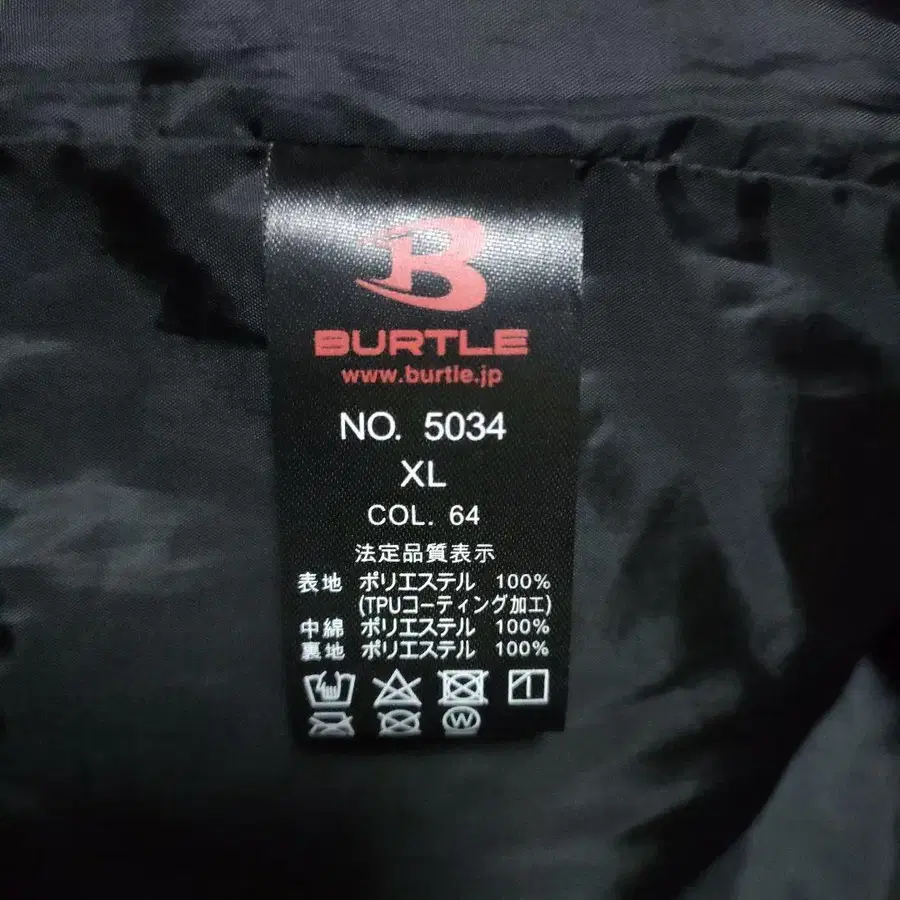 B
BURTLE
www.burtle.jp
NO. 5034
XL
COL. 64
法定品質表示
表地 ポリエステル 100%
(TPUコーティング加工)
中綿 ポリエステル 100%
裏地 ポリエステル 100%
W